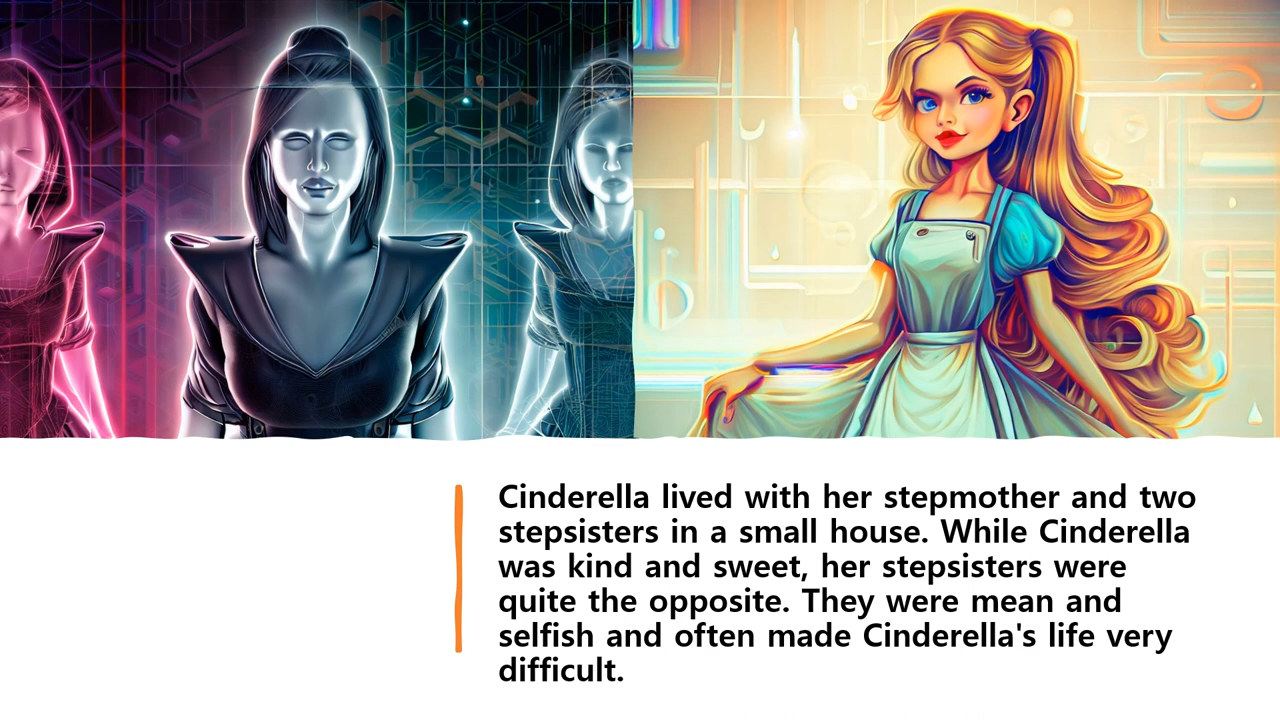 Cinderella lived with her stepmother and two
stepsisters in a small house. While Cinderella
was kind and sweet, her stepsisters were
quite the opposite. They were mean and
selfish and often made Cinderella's life very
difficult.